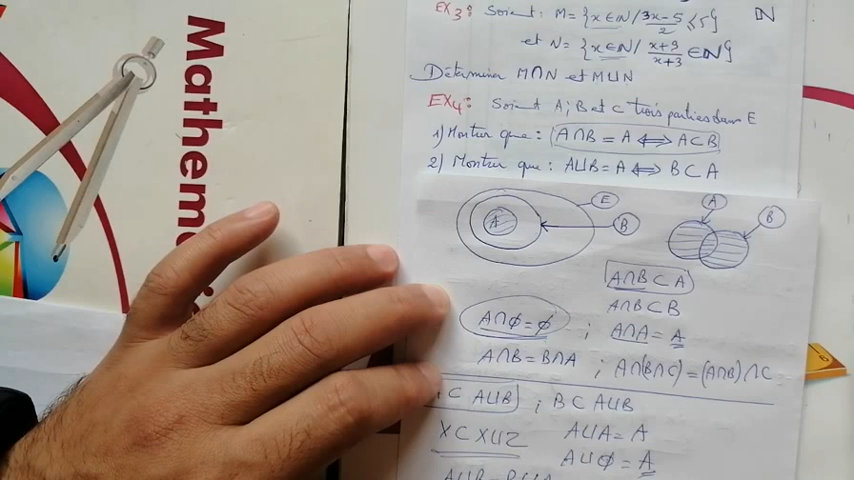 Mathem
EX3: Soient: M={x∈ℕ/ 3x-5/2 ≤5} ℕ
et N={x∈ℕ/ x+9/x+3 ∈ℕ}
Déterminer M∩N et M∪N
EX4: Soient A; B et C trois parties dans E
1) Montrer que: A∩B = A ⟺ A⊂B
2) Montrer que: A∪B = A ⟺ B⊂A
A E B A B
A∩B⊂A
A∩B⊂B
A∩φ=φ ; A∩A=A
A∩B=B∩A ; A∩(B∩C)=(A∩B)∩C
⊂ A∪B ; B⊂A∪B
X⊂X∪Z A∪A=A
A∪φ=A